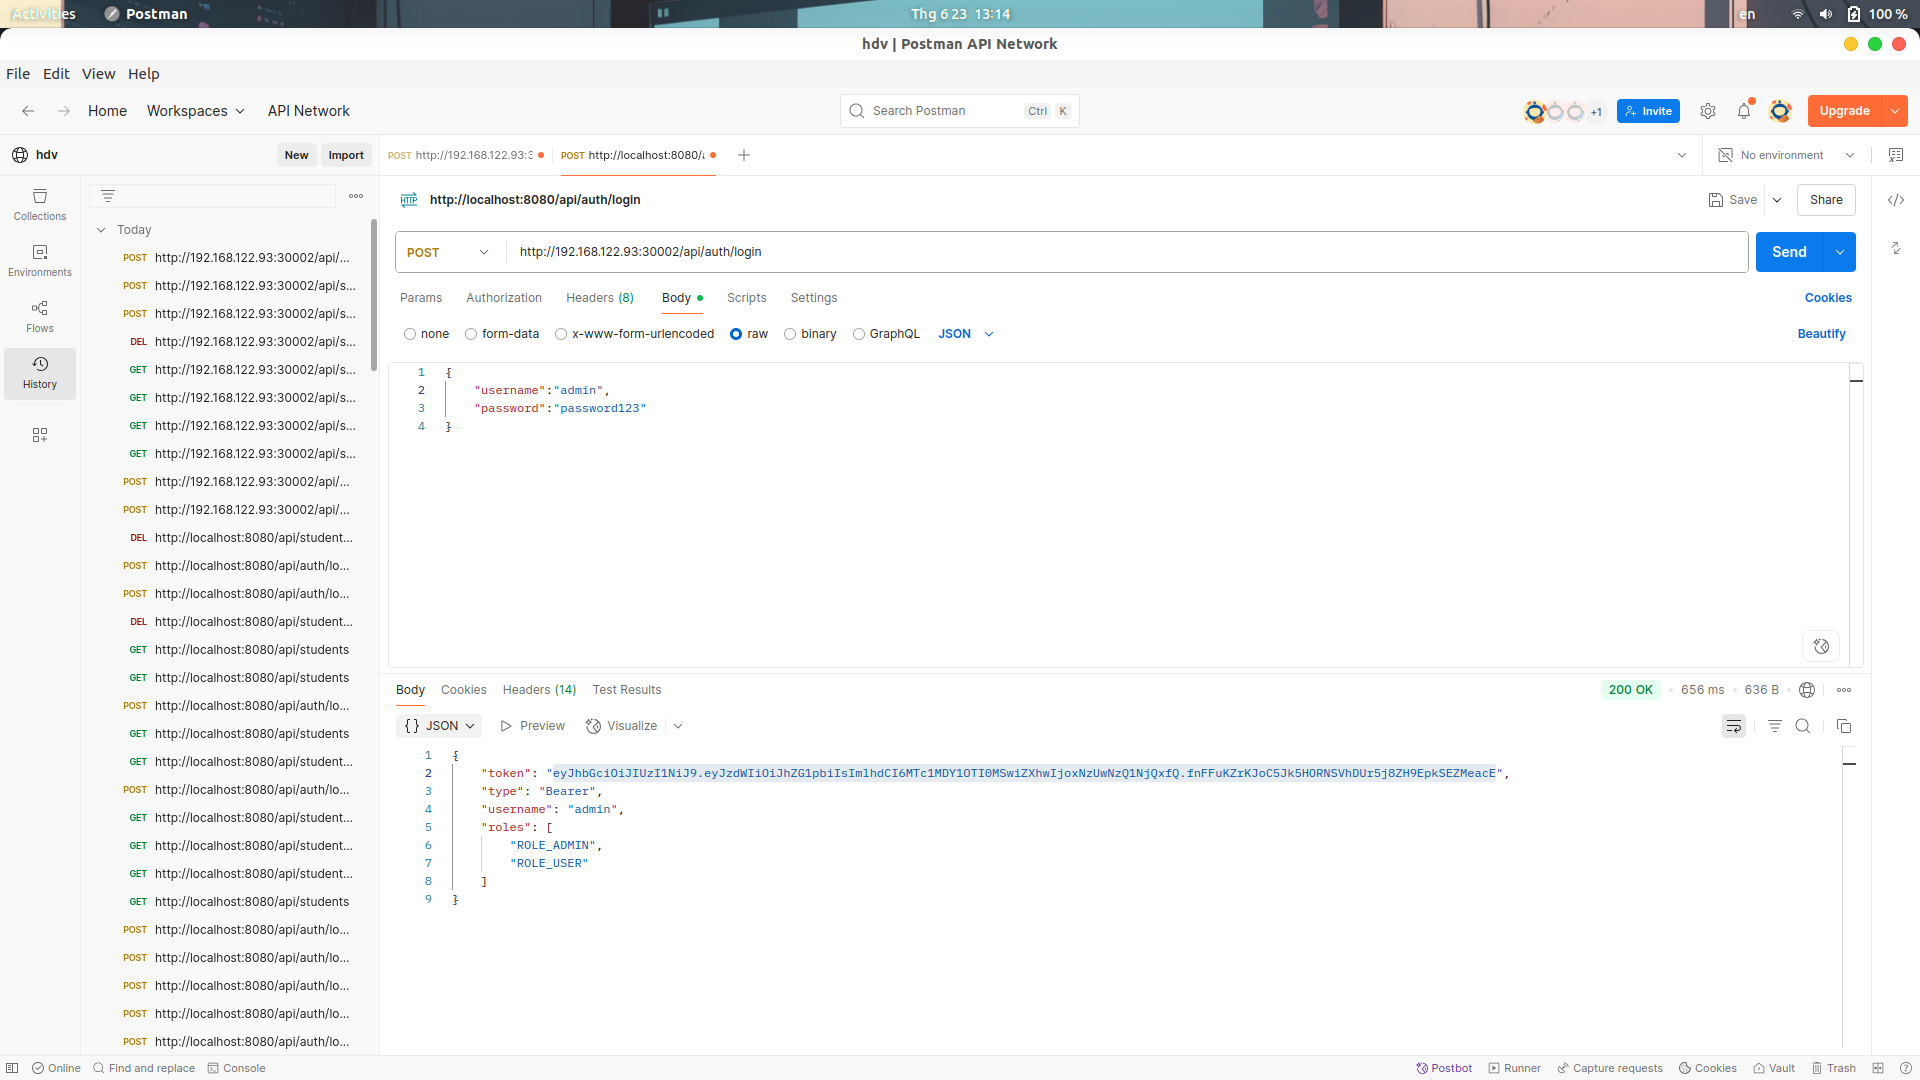 Activities
Postman
Thg 6 23 13:14
en
100 %
hdv | Postman API Network
File Edit View Help
Home Workspaces API Network
Search Postman Ctrl K
+1
Invite
Upgrade
hdv
New Import
POST http://192.168.122.93:3
POST http://localhost:8080/a
No environment
Collections
Environments
Flows
History
Today
POST http://192.168.122.93:30002/api/...
POST http://192.168.122.93:30002/api/s...
POST http://192.168.122.93:30002/api/s...
DEL http://192.168.122.93:30002/api/s...
GET http://192.168.122.93:30002/api/s...
GET http://192.168.122.93:30002/api/s...
GET http://192.168.122.93:30002/api/s...
GET http://192.168.122.93:30002/api/s...
POST http://192.168.122.93:30002/api/...
POST http://192.168.122.93:30002/api/...
DEL http://localhost:8080/api/student...
POST http://localhost:8080/api/auth/lo...
POST http://localhost:8080/api/auth/lo...
DEL http://localhost:8080/api/student...
GET http://localhost:8080/api/students
GET http://localhost:8080/api/students
POST http://localhost:8080/api/auth/lo...
GET http://localhost:8080/api/students
GET http://localhost:8080/api/student...
POST http://localhost:8080/api/auth/lo...
GET http://localhost:8080/api/student...
GET http://localhost:8080/api/student...
GET http://localhost:8080/api/student...
GET http://localhost:8080/api/students
POST http://localhost:8080/api/auth/lo...
POST http://localhost:8080/api/auth/lo...
POST http://localhost:8080/api/auth/lo...
POST http://localhost:8080/api/auth/lo...
POST http://localhost:8080/api/auth/lo...
HTTP http://localhost:8080/api/auth/login
Save Share
POST http://192.168.122.93:30002/api/auth/login
Send
Params Authorization Headers (8) Body Scripts Settings
Cookies
none form-data x-www-form-urlencoded raw binary GraphQL JSON
Beautify
1 {
2 "username":"admin",
3 "password":"password123"
4 }
Body Cookies Headers (14) Test Results
200 OK 656 ms 636 B
{} JSON Preview Visualize
1 {
2 "token": "eyJhbGciOiJIUzI1NiJ9.eyJzdWIiOiJhZG1pbiIsImlhdCI6MTc1MDY1OTI0MSwiZXhwIjoxNzUwNzQ1NjQxfQ.fnFFuKZrKJoC5Jk5HORNSVhDUr5j8ZH9EpkSEZMeacE",
3 "type": "Bearer",
4 "username": "admin",
5 "roles": [
6 "ROLE_ADMIN",
7 "ROLE_USER"
8 ]
9 }
Online Find and replace Console
Postbot Runner Capture requests Cookies Vault Trash